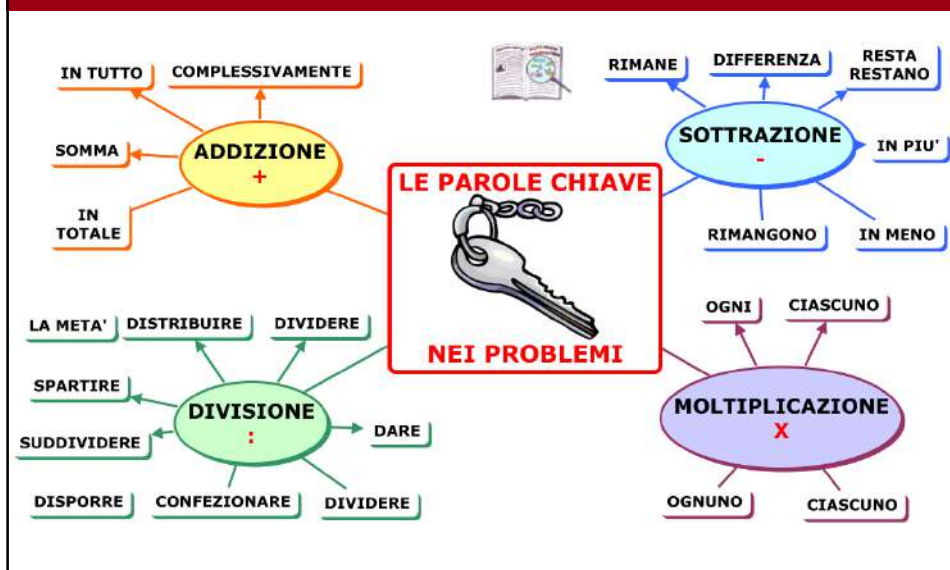 IN TUTTO
COMPLESSIVAMENTE
SOMMA
ADDIZIONE
+
IN
TOTALE
RIMANE
DIFFERENZA
RESTA
RESTANO
SOTTRAZIONE
-
IN PIU'
RIMANGONO
IN MENO
LE PAROLE CHIAVE
NEI PROBLEMI
LA META'
DISTRIBUIRE
DIVIDERE
SPARTIRE
DIVISIONE
:
SUDDIVIDERE
DARE
DISPORRE
CONFEZIONARE
DIVIDERE
OGNI
CIASCUNO
MOLTIPLICAZIONE
X
OGNUNO
CIASCUNO